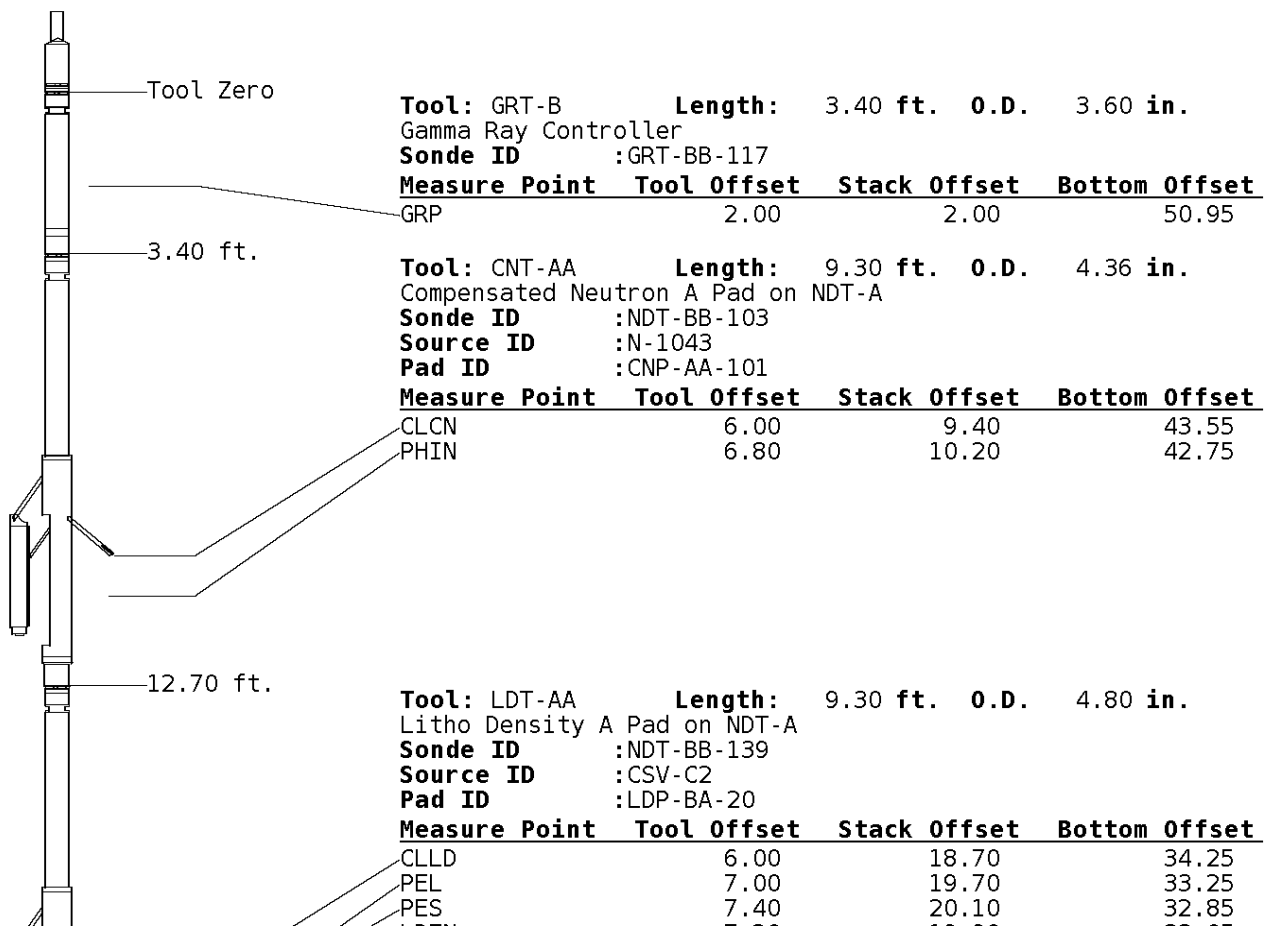 Tool Zero
Tool: GRT-B Length: 3.40 ft. O.D. 3.60 in.
Gamma Ray Controller
Sonde ID :GRT-BB-117
Measure Point Tool Offset Stack Offset Bottom Offset
GRP 2.00 2.00 50.95
3.40 ft.
Tool: CNT-AA Length: 9.30 ft. O.D. 4.36 in.
Compensated Neutron A Pad on NDT-A
Sonde ID :NDT-BB-103
Source ID :N-1043
Pad ID :CNP-AA-101
Measure Point Tool Offset Stack Offset Bottom Offset
CLCN 6.00 9.40 43.55
PHIN 6.80 10.20 42.75
12.70 ft.
Tool: LDT-AA Length: 9.30 ft. O.D. 4.80 in.
Litho Density A Pad on NDT-A
Sonde ID :NDT-BB-139
Source ID :CSV-C2
Pad ID :LDP-BA-20
Measure Point Tool Offset Stack Offset Bottom Offset
CLLD 6.00 18.70 34.25
PEL 7.00 19.70 33.25
PES 7.40 20.10 32.85